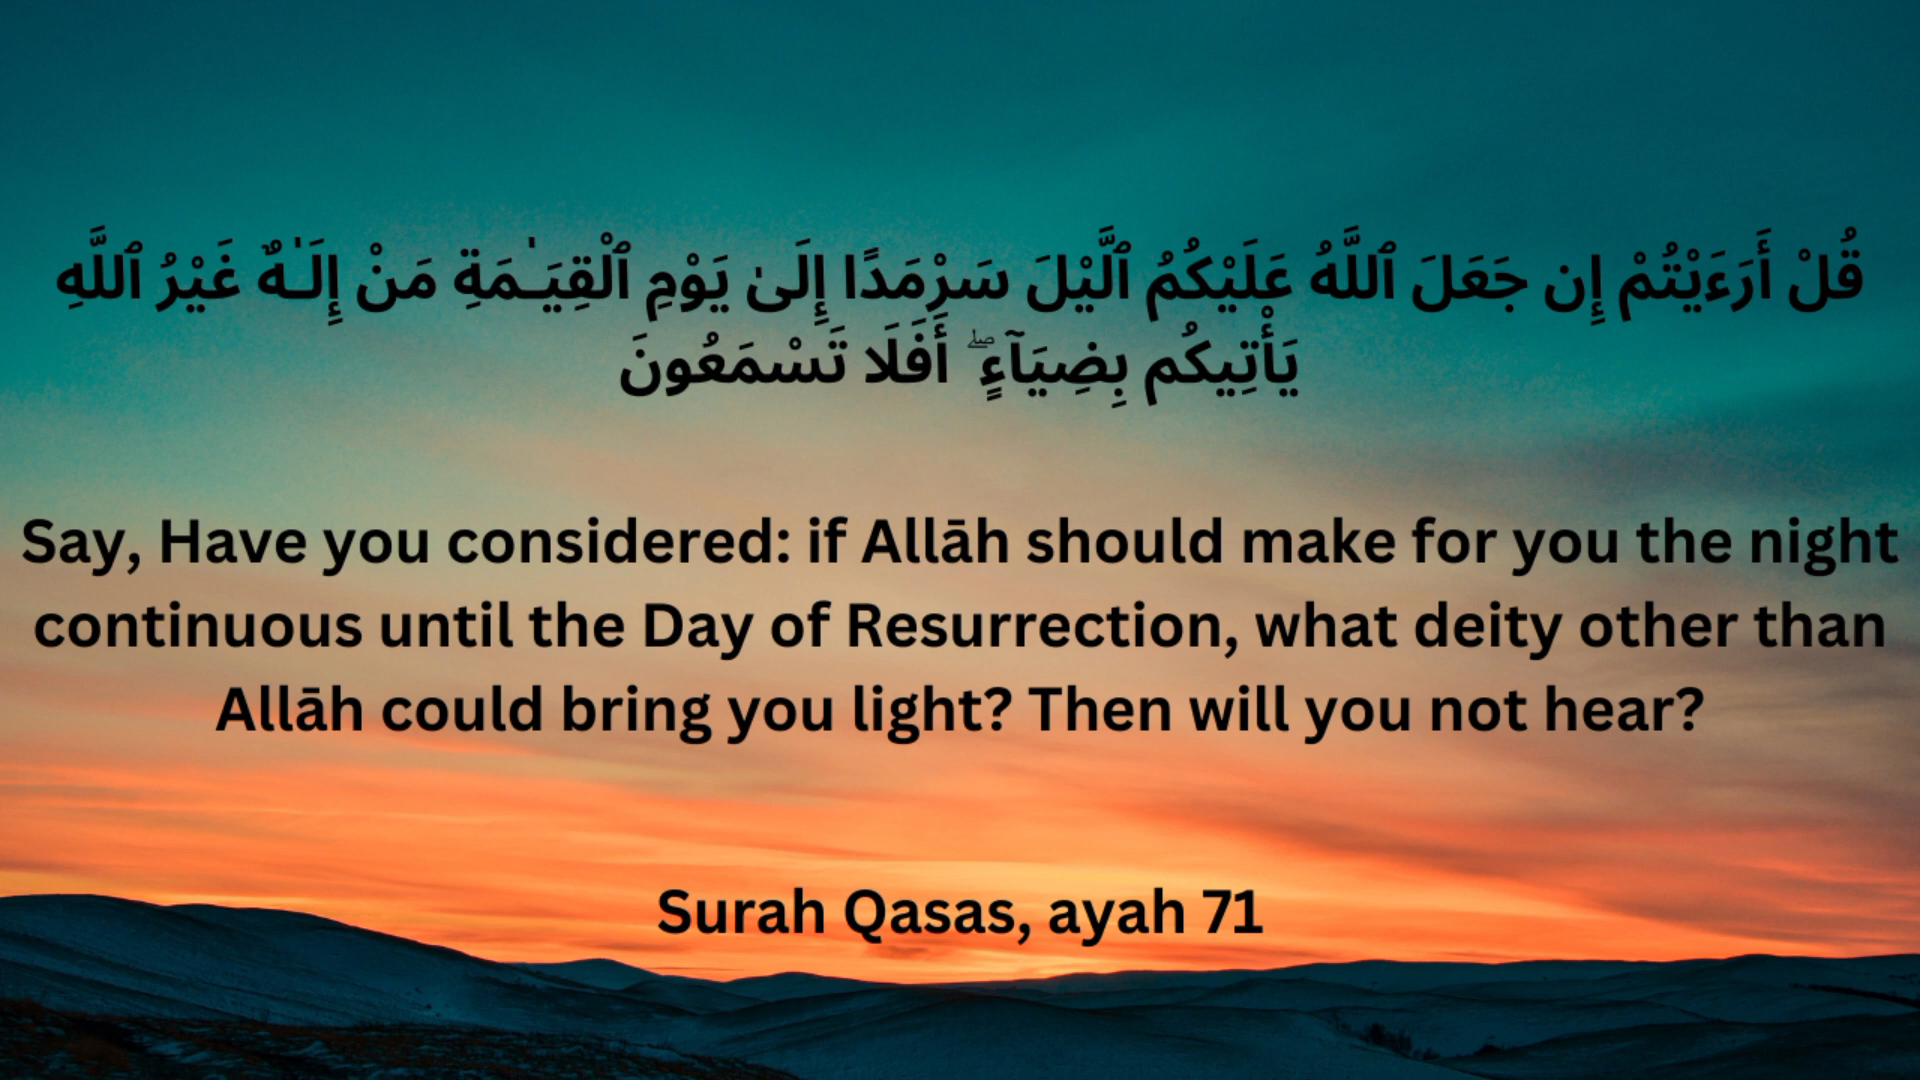 قُلْ أَرَءَيْتُمْ إِن جَعَلَ ٱللَّهُ عَلَيْكُمُ ٱلَّيْلَ سَرْمَدًا إِلَىٰ يَوْمِ ٱلْقِيَـٰمَةِ مَنْ إِلَـٰهٌ غَيْرُ ٱللَّهِ
يَأْتِيكُم بِضِيَآءٍ ۖ أَفَلَا تَسْمَعُونَ
Say, Have you considered: if Allāh should make for you the night
continuous until the Day of Resurrection, what deity other than
Allāh could bring you light? Then will you not hear?
Surah Qasas, ayah 71